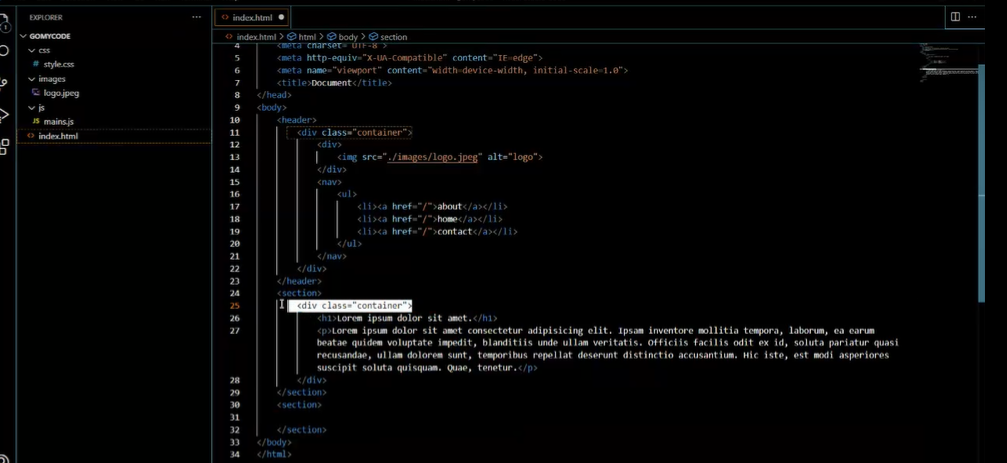 EXPLORER
GOMYCODE
css
# style.css
images
logo.jpeg
js
JS mains.js
<> index.html
<> index.html
<> index.html > html > body > section
4 <meta charset="UTF-8">
5 <meta http-equiv="X-UA-Compatible" content="IE=edge">
6 <meta name="viewport" content="width=device-width, initial-scale=1.0">
7 <title>Document</title>
8 </head>
9 <body>
10 <header>
11 <div class="container">
12 <div>
13 <img src="./images/logo.jpeg" alt="logo">
14 </div>
15 <nav>
16 <ul>
17 <li><a href="/">about</a></li>
18 <li><a href="/">home</a></li>
19 <li><a href="/">contact</a></li>
20 </ul>
21 </nav>
22 </div>
23 </header>
24 <section>
25 <div class="container">
26 <h1>Lorem ipsum dolor sit amet.</h1>
27 <p>Lorem ipsum dolor sit amet consectetur adipisicing elit. Ipsam inventore mollitia tempora, laborum, ea earum
beatae quidem voluptate impedit, blanditiis unde ullam veritatis. Officiis facilis odit ex id, soluta pariatur quasi
recusandae, ullam dolorem sunt, temporibus repellat deserunt distinctio accusantium. Hic iste, est modi asperiores
suscipit soluta quisquam. Quae, tenetur.</p>
28 </div>
29 </section>
30 <section>
31
32 </section>
33 </body>
34 </html>